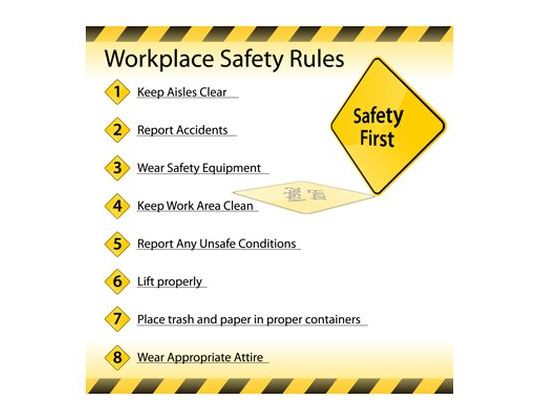 Workplace Safety Rules
1 Keep Aisles Clear
2 Report Accidents
3 Wear Safety Equipment
4 Keep Work Area Clean
5 Report Any Unsafe Conditions
6 Lift properly
7 Place trash and paper in proper containers
8 Wear Appropriate Attire
Safety
First
Safety
First